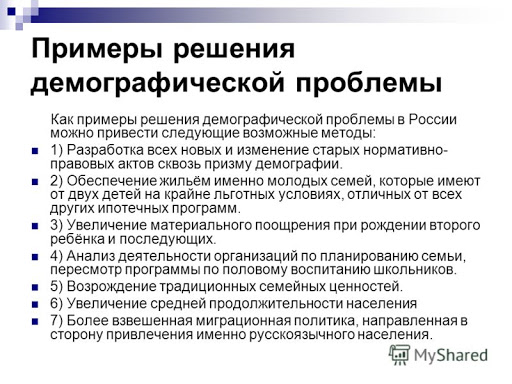 Примеры решения
демографической проблемы
Как примеры решения демографической проблемы в России
можно привести следующие возможные методы:
1) Разработка всех новых и изменение старых нормативно-
правовых актов сквозь призму демографии.
2) Обеспечение жильём именно молодых семей, которые имеют
от двух детей на крайне льготных условиях, отличных от всех
других ипотечных программ.
3) Увеличение материального поощрения при рождении второго
ребёнка и последующих.
4) Анализ деятельности организаций по планированию семьи,
пересмотр программы по половому воспитанию школьников.
5) Возрождение традиционных семейных ценностей.
6) Увеличение средней продолжительности населения
7) Более взвешенная миграционная политика, направленная в
сторону привлечения именно русскоязычного населения.
MyShared